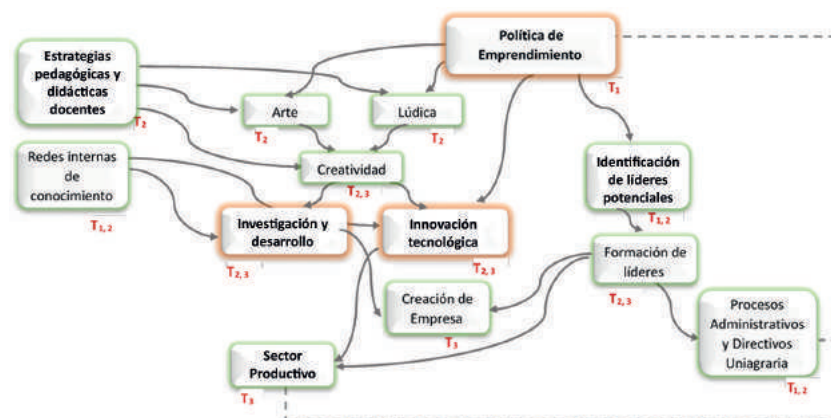 Política de
Emprendimiento
T1
Estrategias
pedagógicas y
didácticas
docentes
T2
Arte
T2
Lúdica
T2
Redes internas
de
conocimiento
T1, 2
Creatividad
T2, 3
Identificación
de líderes
potenciales
T1, 2
Investigación y
desarrollo
T2, 3
Innovación
tecnológica
T2, 3
Formación de
líderes
T2, 3
Creación de
Empresa
T3
Procesos
Administrativos
y Directivos
Uniagraria
T1, 2
Sector
Productivo
T3